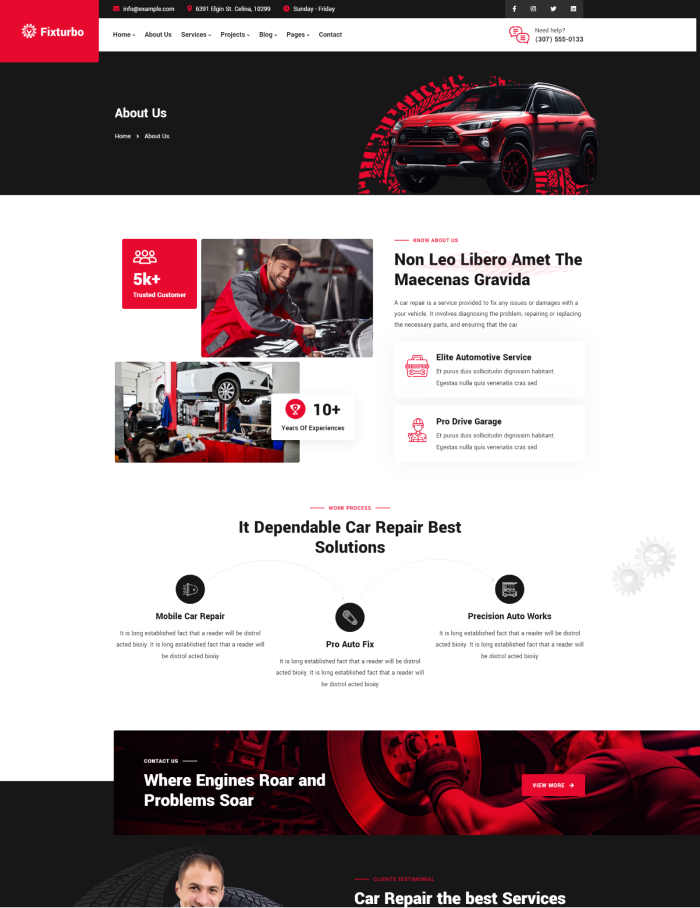 info@example.com 6391 Elgin St. Celina, 10299 Sunday - Friday
Fixturbo
Home About Us Services Projects Blog Pages Contact
Need help?
(307) 555-0133
About Us
Home About Us
5k+
Trusted Customer
10+
Years Of Experiences
KNOW ABOUT US
Non Leo Libero Amet The
Maecenas Gravida
A car repair is a service provided to fix any issues or damages with a
your vehicle. It involves diagnosing the problem, repairing or replacing
the necessary parts, and ensuring that the car
Elite Automotive Service
Et purus duis sollicitudin dignissim habitant.
Egestas nulla quis venenatis cras sed
Pro Drive Garage
Et purus duis sollicitudin dignissim habitant.
Egestas nulla quis venenatis cras sed
WORK PROCESS
It Dependable Car Repair Best
Solutions
Mobile Car Repair
It is long established fact that a reader will be distrol
acted bioiiy. It is long established fact that a reader will
be distrol acted bioiiy
Pro Auto Fix
It is long established fact that a reader will be distrol
acted bioiiy. It is long established fact that a reader will
be distrol acted bioiiy
Precision Auto Works
It is long established fact that a reader will be distrol
acted bioiiy. It is long established fact that a reader will
be distrol acted bioiiy
CONTACT US
Where Engines Roar and
Problems Soar
VIEW MORE
CLIENTS TESTIMONIAL
Car Repair the best Services